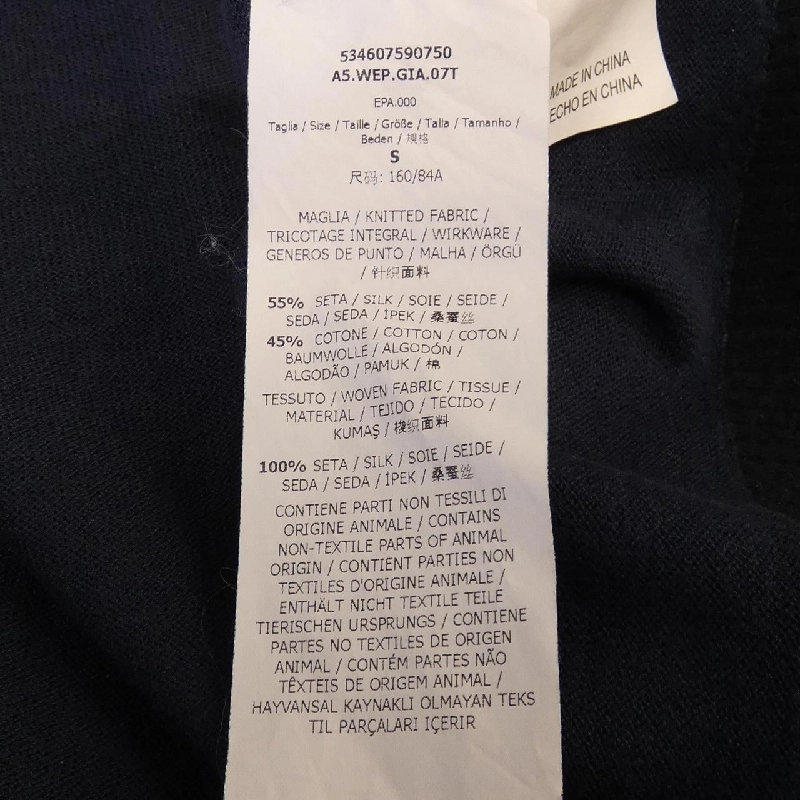 534607590750
A5.WEP.GIA.07T
EPA.000
Taglia / Size / Taille / Größe / Talla / Tamanho /
Beden / 規格
S
尺码: 160/84A
MAGLIA / KNITTED FABRIC /
TRICOTAGE INTEGRAL / WIRKWARE /
GENEROS DE PUNTO / MALHA / ÖRGÜ
/ 针织面料
55% SETA / SILK / SOIE / SEIDE /
SEDA / SEDA / İPEK / 桑蚕丝
45% COTONE / COTTON / COTON /
BAUMWOLLE / ALGODÓN /
ALGODÃO / PAMUK / 棉
TESSUTO / WOVEN FABRIC / TISSUE /
MATERIAL / TEJIDO / TECIDO /
KUMAŞ / 梭织面料
100% SETA / SILK / SOIE / SEIDE /
SEDA / SEDA / İPEK / 桑蚕丝
CONTIENE PARTI NON TESSILI DI
ORIGINE ANIMALE / CONTAINS
NON-TEXTILE PARTS OF ANIMAL
ORIGIN / CONTIENT PARTIES NON
TEXTILES D'ORIGINE ANIMALE /
ENTHÄLT NICHT TEXTILE TEILE
TIERISCHEN URSPRUNGS / CONTIENE
PARTES NO TEXTILES DE ORIGEN
ANIMAL / CONTÉM PARTES NÃO
TÊXTEIS DE ORIGEM ANIMAL /
HAYVANSAL KAYNAKLI OLMAYAN TEKS
TIL PARÇALARI İÇERIR
MADE IN CHINA
ECHO EN CHINA